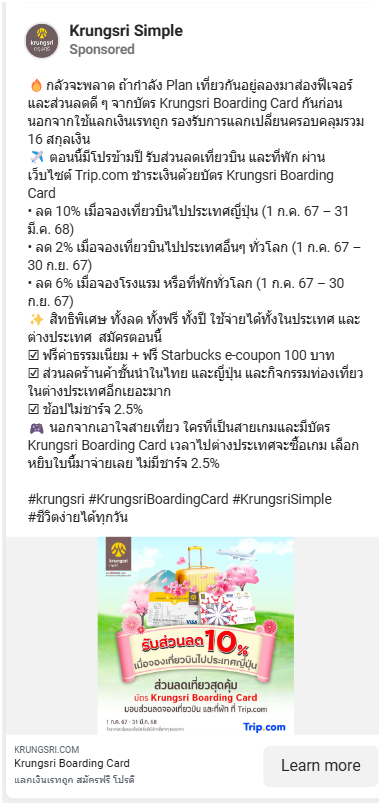 Krungsri Simple
Sponsored
🔥 กลัวจะพลาด ถ้ากำลัง Plan เที่ยวกันอยู่ลองมาส่องฟีเจอร์
และส่วนลดดี ๆ จากบัตร Krungsri Boarding Card กันก่อน
นอกจากใช้แลกเงินเรทถูก รองรับการแลกเปลี่ยนครอบคลุมรวม
16 สกุลเงิน
✈️ ตอนนี้มีโปรข้ามปี รับส่วนลดเที่ยวบิน และที่พัก ผ่าน
เว็บไซต์ Trip.com ชำระเงินด้วยบัตร Krungsri Boarding
Card
• ลด 10% เมื่อจองเที่ยวบินไปประเทศญี่ปุ่น (1 ก.ค. 67 – 31
มี.ค. 68)
• ลด 2% เมื่อจองเที่ยวบินไปประเทศอื่นๆ ทั่วโลก (1 ก.ค. 67 –
30 ก.ย. 67)
• ลด 6% เมื่อจองโรงแรม หรือที่พักทั่วโลก (1 ก.ค. 67 – 30
ก.ย. 67)
✨ สิทธิพิเศษ ทั้งลด ทั้งฟรี ทั้งปี ใช้จ่ายได้ทั้งในประเทศ และ
ต่างประเทศ สมัครตอนนี้
☑ ฟรีค่าธรรมเนียม + ฟรี Starbucks e-coupon 100 บาท
☑ ส่วนลดร้านค้าชั้นนำในไทย และญี่ปุ่น และกิจกรรมท่องเที่ยว
ในต่างประเทศอีกเยอะมาก
☑ ช้อปไม่ชาร์จ 2.5%
🎮 นอกจากเอาใจสายเที่ยว ใครที่เป็นสายเกมและมีบัตร
Krungsri Boarding Card เวลาไปต่างประเทศจะซื้อเกม เลือก
หยิบใบนี้มาจ่ายเลย ไม่มีชาร์จ 2.5%
#krungsri #KrungsriBoardingCard #KrungsriSimple
#ชีวิตง่ายได้ทุกวัน
krungsri
กรุงศรี
รับส่วนลด 10%
เมื่อจองเที่ยวบินไปประเทศญี่ปุ่น
ส่วนลดเที่ยวสุดคุ้ม
บัตร Krungsri Boarding Card
มอบส่วนลดจองเที่ยวบิน และที่พัก ที่ Trip.com
1 ก.ค. 67 - 31 มี.ค. 68
Trip.com
KRUNGSRI.COM
Krungsri Boarding Card
แลกเงินเรทถูก สมัครฟรี โปรดี
Learn more